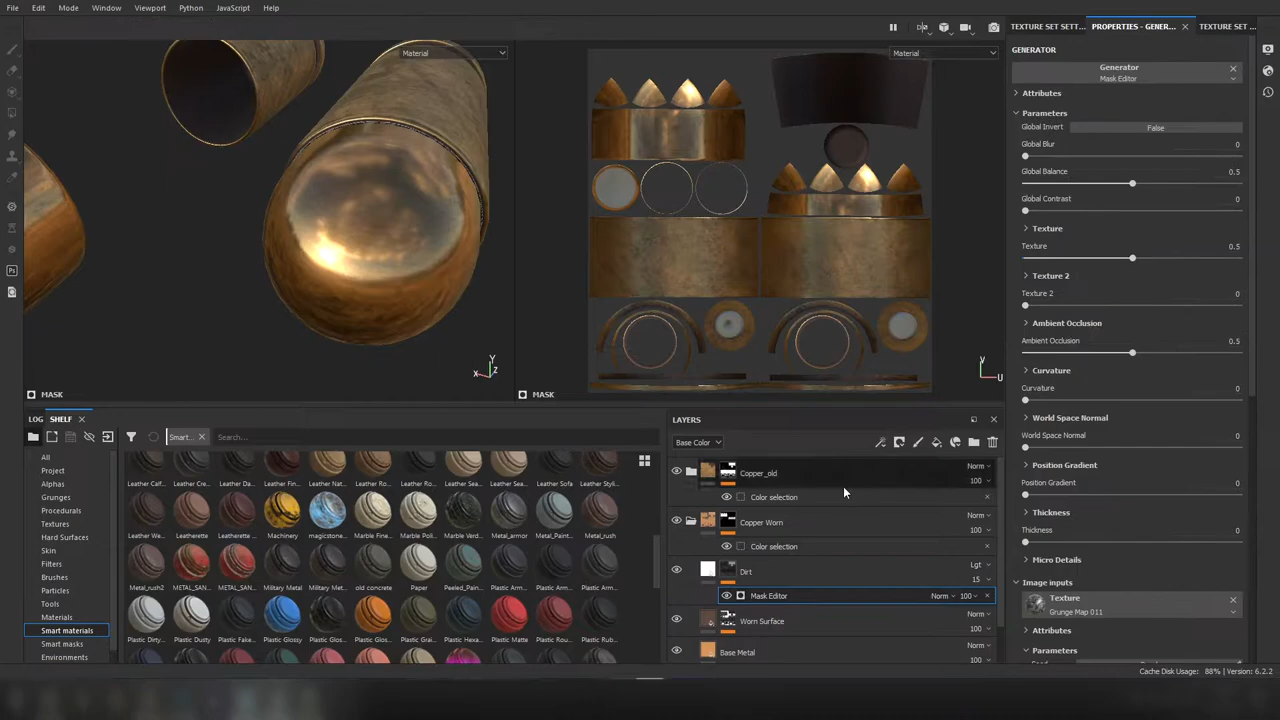 File Edit Mode Window Viewport Python JavaScript Help
Material
Material
TEXTURE SET SETT...
PROPERTIES - GENER...
TEXTURE SET ...
GENERATOR
Generator
Mask Editor
Attributes
Parameters
Global Invert False
Global Blur 0
Global Balance 0.5
Global Contrast 0
Texture
Texture 0.5
Texture 2
Texture 2 0
Ambient Occlusion
Ambient Occlusion 0.5
Curvature
Curvature 0
World Space Normal
World Space Normal 0
Position Gradient
Position Gradient 0
Thickness
Thickness 0
Micro Details
Image inputs
Texture
Grunge Map 011
Attributes
Parameters
Y
X Z
V
U
MASK
MASK
LOG SHELF
Smart... Search...
All
Project
Alphas
Grunges
Procedurals
Textures
Hard Surfaces
Skin
Filters
Brushes
Particles
Tools
Materials
Smart materials
Smart masks
Environments
Leather Calf... Leather Cre... Leather Da... Leather Fin... Leather Nat... Leather Ro... Leather Sea... Leather Sof... Leather Styli...
Leather We... Leatherette Machinery magicstone... Marble Fine... Marble Poli... Marble Verd... Metal_armor Metal_Paint... Metal_rush
Metal_rush2 METAL_SAN... METAL_SAN... Military Metal Military Met... old concrete Paper Peeled_Pain... Plastic Arm... Plastic Arm...
Plastic Dirty... Plastic Dusty Plastic Fake... Plastic Glossy Plastic Glos... Plastic Grai... Plastic Hexa... Plastic Matte Plastic Rou... Plastic Rub...
LAYERS
Base Color
Copper_old Norm 100
Color selection
Copper Worn Norm 100
Color selection
Dirt Lgt 15
Mask Editor Norm 100
Worn Surface Norm 100
Base Metal Norm 100
Cache Disk Usage: 88% | Version: 6.2.2